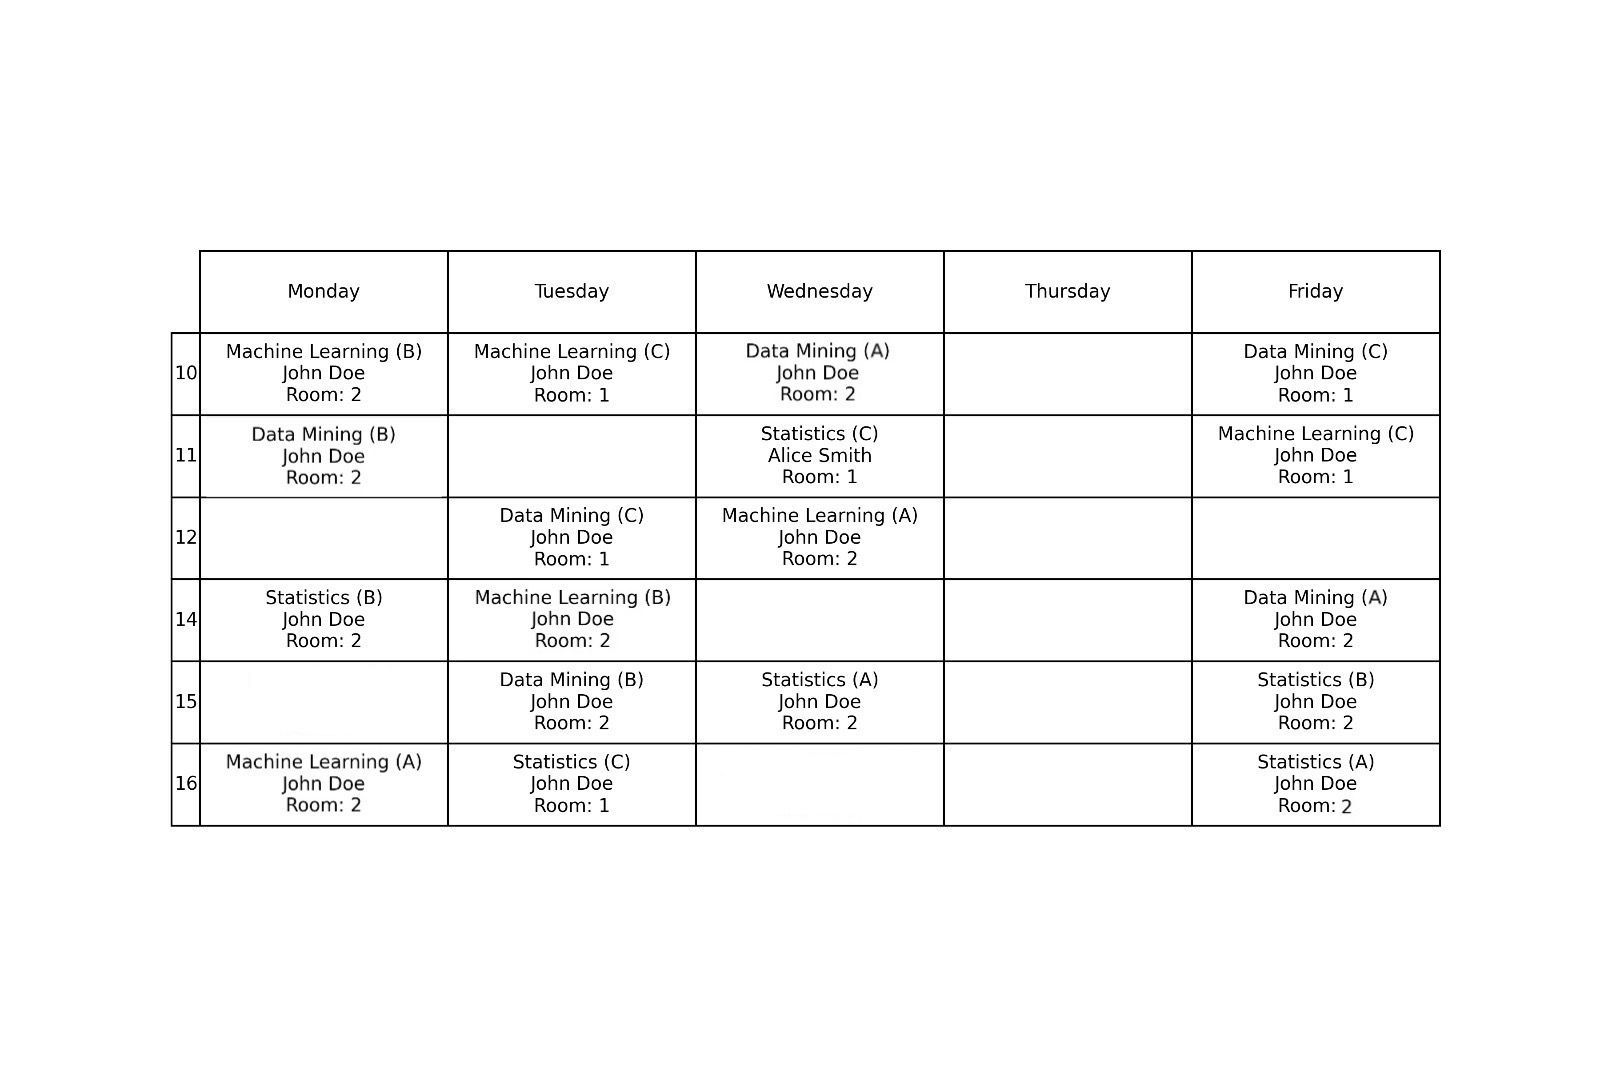 Monday
Tuesday
Wednesday
Thursday
Friday
10
Machine Learning (B)
John Doe
Room: 2
Machine Learning (C)
John Doe
Room: 1
Data Mining (A)
John Doe
Room: 2
Data Mining (C)
John Doe
Room: 1
11
Data Mining (B)
John Doe
Room: 2
Statistics (C)
Alice Smith
Room: 1
Machine Learning (C)
John Doe
Room: 1
12
Data Mining (C)
John Doe
Room: 1
Machine Learning (A)
John Doe
Room: 2
14
Statistics (B)
John Doe
Room: 2
Machine Learning (B)
John Doe
Room: 2
Data Mining (A)
John Doe
Room: 2
15
Data Mining (B)
John Doe
Room: 2
Statistics (A)
John Doe
Room: 2
Statistics (B)
John Doe
Room: 2
16
Machine Learning (A)
John Doe
Room: 2
Statistics (C)
John Doe
Room: 1
Statistics (A)
John Doe
Room: 2